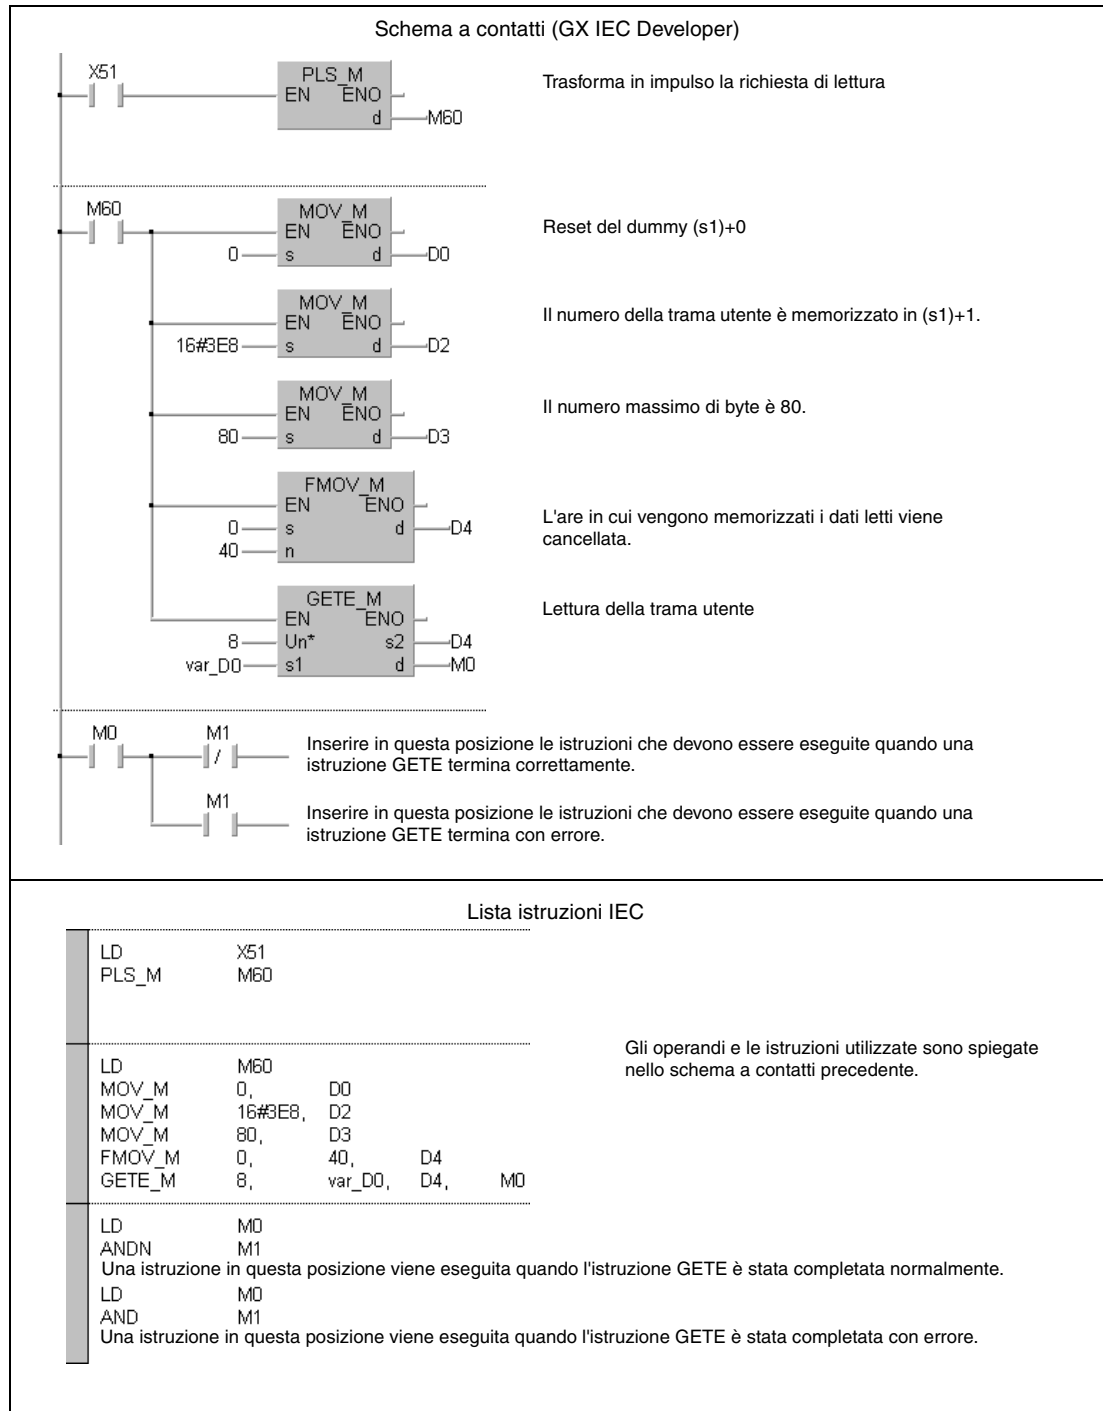 Schema a contatti (GX IEC Developer)
X51
PLS_M
EN ENO
d M60
Trasforma in impulso la richiesta di lettura
M60
MOV_M
EN ENO
0 s d D0
Reset del dummy (s1)+0
MOV_M
EN ENO
16#3E8 s d D2
Il numero della trama utente è memorizzato in (s1)+1.
MOV_M
EN ENO
80 s d D3
Il numero massimo di byte è 80.
FMOV_M
EN ENO
0 s d D4
40 n
L'are in cui vengono memorizzati i dati letti viene
cancellata.
GETE_M
EN ENO
8 Un* s2 D4
var_D0 s1 d M0
Lettura della trama utente
M0 M1
/
Inserire in questa posizione le istruzioni che devono essere eseguite quando una
istruzione GETE termina correttamente.
M1
Inserire in questa posizione le istruzioni che devono essere eseguite quando una
istruzione GETE termina con errore.
Lista istruzioni IEC
LD X51
PLS_M M60
Gli operandi e le istruzioni utilizzate sono spiegate
nello schema a contatti precedente.
LD M60
MOV_M 0, D0
MOV_M 16#3E8, D2
MOV_M 80, D3
FMOV_M 0, 40, D4
GETE_M 8, var_D0, D4, M0
LD M0
ANDN M1
Una istruzione in questa posizione viene eseguita quando l'istruzione GETE è stata completata normalmente.
LD M0
AND M1
Una istruzione in questa posizione viene eseguita quando l'istruzione GETE è stata completata con errore.